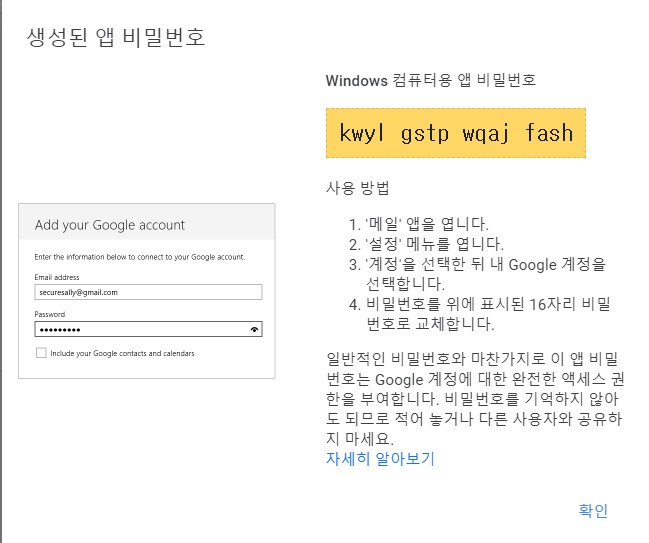 생성된 앱 비밀번호
Windows 컴퓨터용 앱 비밀번호
kwyl gstp wqaj fash
사용 방법
1. '메일' 앱을 엽니다.
2. '설정' 메뉴를 엽니다.
3. '계정'을 선택한 뒤 내 Google 계정을
선택합니다.
4. 비밀번호를 위에 표시된 16자리 비밀
번호로 교체합니다.
일반적인 비밀번호와 마찬가지로 이 앱 비밀
번호는 Google 계정에 대한 완전한 액세스 권
한을 부여합니다. 비밀번호를 기억하지 않아
도 되므로 적어 놓거나 다른 사용자와 공유하
지 마세요.
자세히 알아보기
확인
Add your Google account
Enter the information below to connect to your Google account.
Email address
securesally@gmail.com
Password
•••••••••
Include your Google contacts and calendars